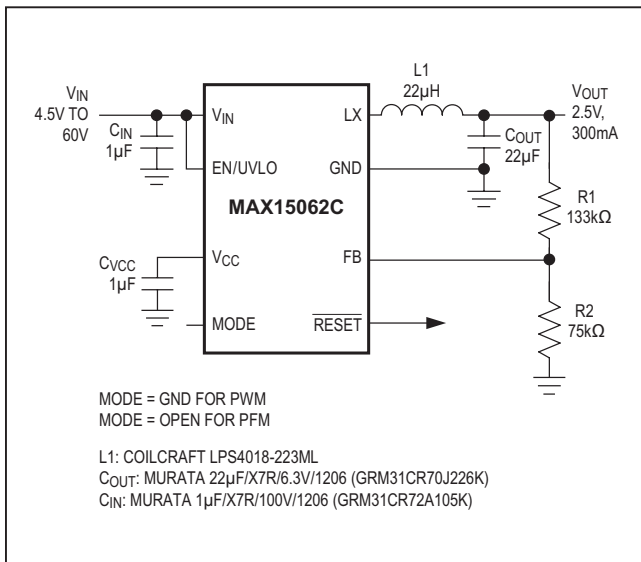 VIN
4.5V TO
60V
CIN
1µF
VIN
EN/UVLO
MAX15062C
VCC
CVCC
1µF
MODE
LX
GND
FB
RESET
L1
22µH
COUT
22µF
VOUT
2.5V,
300mA
R1
133kΩ
R2
75kΩ
MODE = GND FOR PWM
MODE = OPEN FOR PFM
L1: COILCRAFT LPS4018-223ML
COUT: MURATA 22µF/X7R/6.3V/1206 (GRM31CR70J226K)
CIN: MURATA 1µF/X7R/100V/1206 (GRM31CR72A105K)